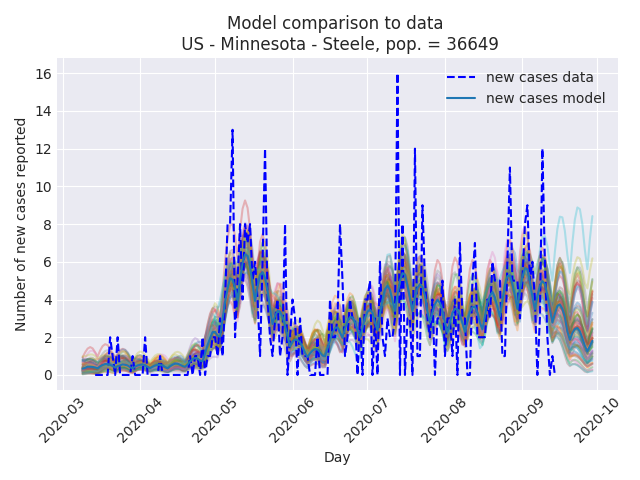 Model comparison to data
US - Minnesota - Steele, pop. = 36649
new cases data
new cases model
Number of new cases reported
16
14
12
10
8
6
4
2
0
2020-03
2020-04
2020-05
2020-06
2020-07
2020-08
2020-09
2020-10
Day